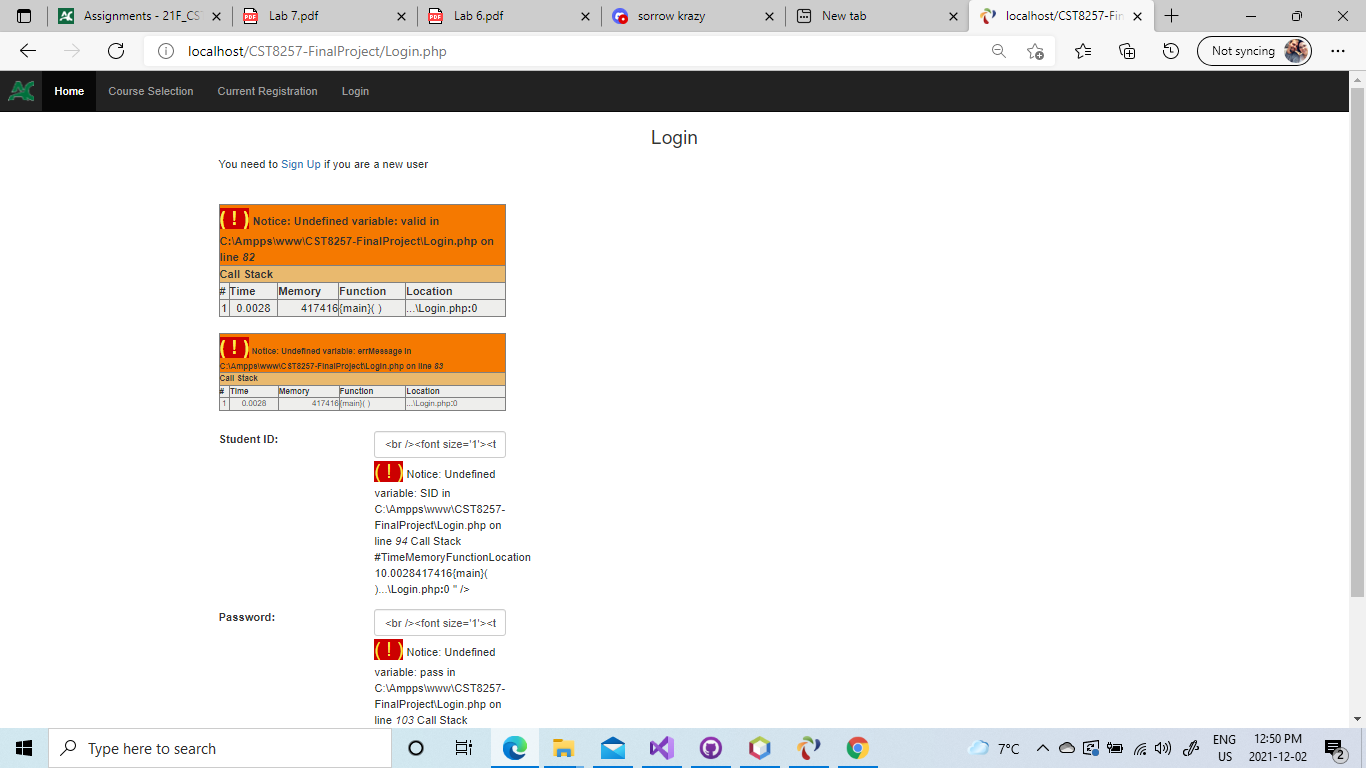 Assignments - 21F_CS
Lab 7.pdf
Lab 6.pdf
sorrow krazy
New tab
localhost/CST8257-Fin
localhost/CST8257-FinalProject/Login.php
Not syncing
Home
Course Selection
Current Registration
Login
Login
You need to Sign Up if you are a new user
( ! ) Notice: Undefined variable: valid in
C:\Ampps\www\CST8257-FinalProject\Login.php on
line 82
Call Stack
# Time Memory Function Location
1 0.0028 417416 {main}( ) ...\Login.php:0
( ! ) Notice: Undefined variable: errMessage in
C:\Ampps\www\CST8257-FinalProject\Login.php on line 83
Call Stack
# Time Memory Function Location
1 0.0028 417416 {main}( ) ...\Login.php:0
Student ID:
<br /><font size='1'><t
( ! ) Notice: Undefined
variable: SID in
C:\Ampps\www\CST8257-
FinalProject\Login.php on
line 94 Call Stack
#TimeMemoryFunctionLocation
10.0028417416{main}(
)...\Login.php:0 " />
Password:
<br /><font size='1'><t
( ! ) Notice: Undefined
variable: pass in
C:\Ampps\www\CST8257-
FinalProject\Login.php on
line 103 Call Stack
Type here to search
7°C
ENG
US
12:50 PM
2021-12-02
2